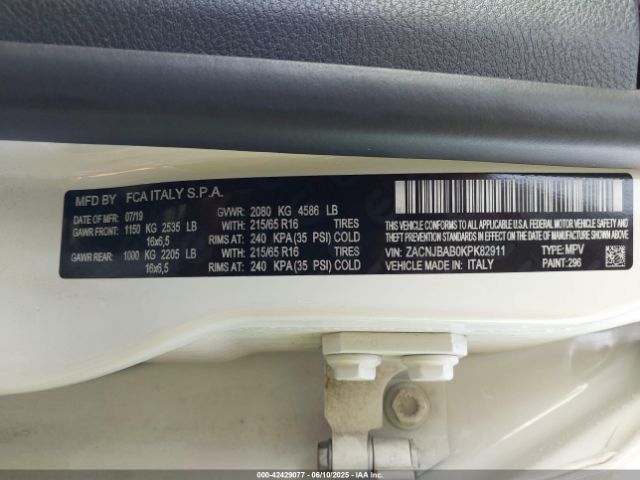 MFD BY FCA ITALY S.P.A.
DATE OF MFR 07/19 GVWR: 2080 KG 4586 LB
GAWR FRONT: 1150 KG 2535 LB 215/65 R16 TIRES
16x6,5 RIMS AT: 240 KPA (35 PSI) COLD
GAWR REAR: 1000 KG 2205 LB 215/65 R16 TIRES
16x6,5 RIMS AT: 240 KPA (35 PSI) COLD
THIS VEHICLE CONFORMS TO ALL APPLICABLE U.S.A. FEDERAL MOTOR
VEHICLE SAFETY, BUMPER, AND THEFT PREVENTION STANDARDS IN
EFFECT ON THE DATE OF MANUFACTURE SHOWN ABOVE.
VIN: ZACNJBAB0KPK82911 TYPE: MPV
VEHICLE MADE IN: ITALY PAINT: 296
000-42429077 - 06/10/2025 - IAAI.COM - Copart